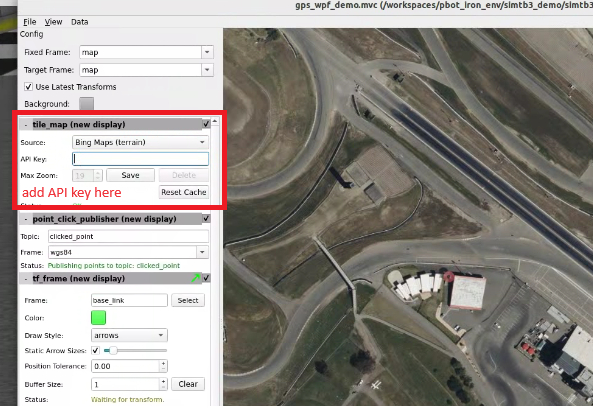 gps_wpf_demo.mvc (/workspaces/pbot_iron_env/simtb3_demo/simtb3
File View Data
Config
Fixed Frame: map
Target Frame: map
Use Latest Transforms
Background:
- tile_map (new display)
Source: Bing Maps (terrain)
API Key:
Max Zoom: 19 Save Delete
add API key here Reset Cache
- point_click_publisher (new display)
Topic: clicked_point
Frame: wgs84
Status: Publishing points to topic: clicked_point
- tf_frame (new display)
Frame: base_link Select
Color:
Draw Style: arrows
Static Arrow Sizes:
Position Tolerance: 0.00
Buffer Size: 1 Clear
Status: Waiting for transform.